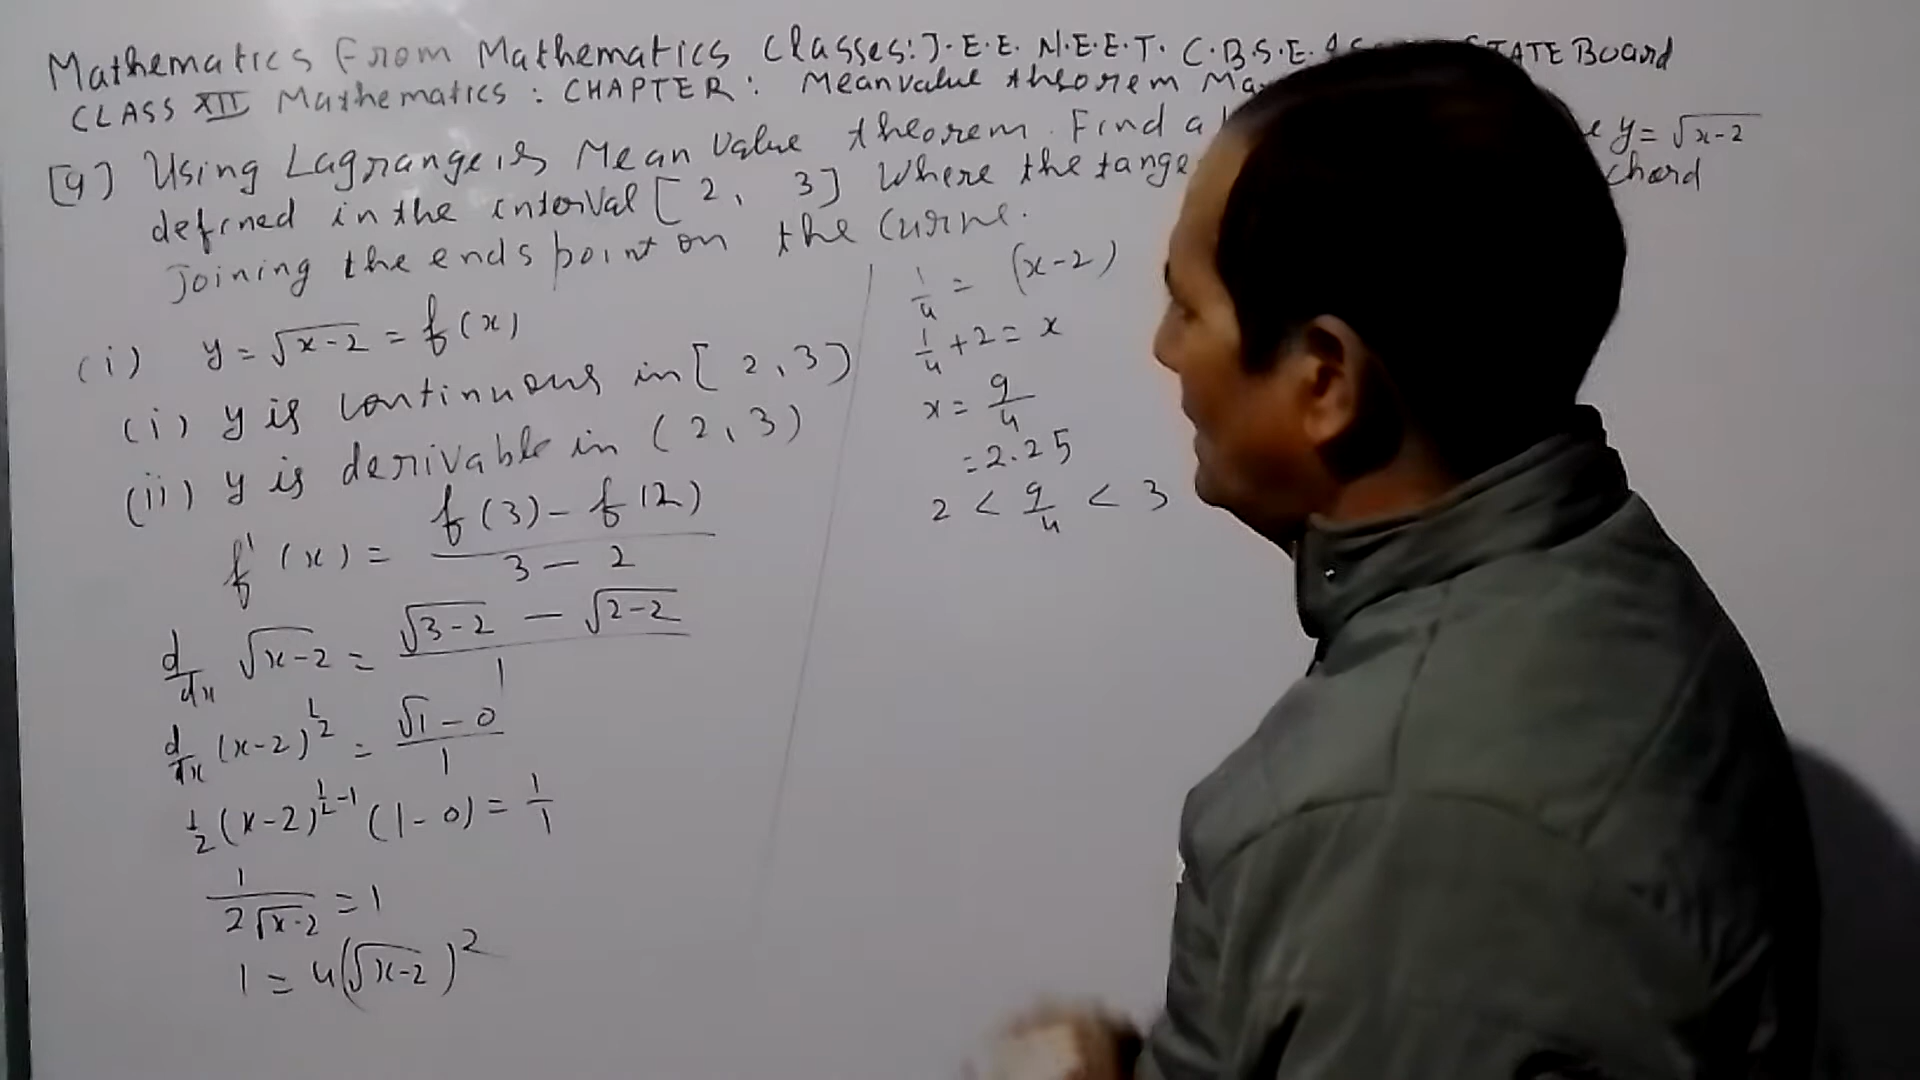 Mathematics From Mathematics Classes: J.E.E. N.E.E.T. C.B.S.E. STATE Board
CLASS XII Mathematics : CHAPTER : Meanvalue theorem
[9] Using Lagrange's Mean Value theorem. Find a y = √(x-2)
defined in the interval [2, 3] Where the chord
Joining the ends point on the curve.
(i) y = √(x-2) = f(x)
(i) y is continuous in [2, 3]
(ii) y is derivable in (2, 3)
f'(x) = (f(3) - f(2))/(3 - 2)
d/dx √(x-2) = (√(3-2) - √(2-2))/1
d/dx (x-2)^(1/2) = (√1 - 0)/1
1/2 (x-2)^(1/2-1) (1-0) = 1/1
1/(2√(x-2)) = 1
1 = 4(√(x-2))^2
1/4 = (x-2)
1/4 + 2 = x
x = 9/4
= 2.25
2 < 9/4 < 3